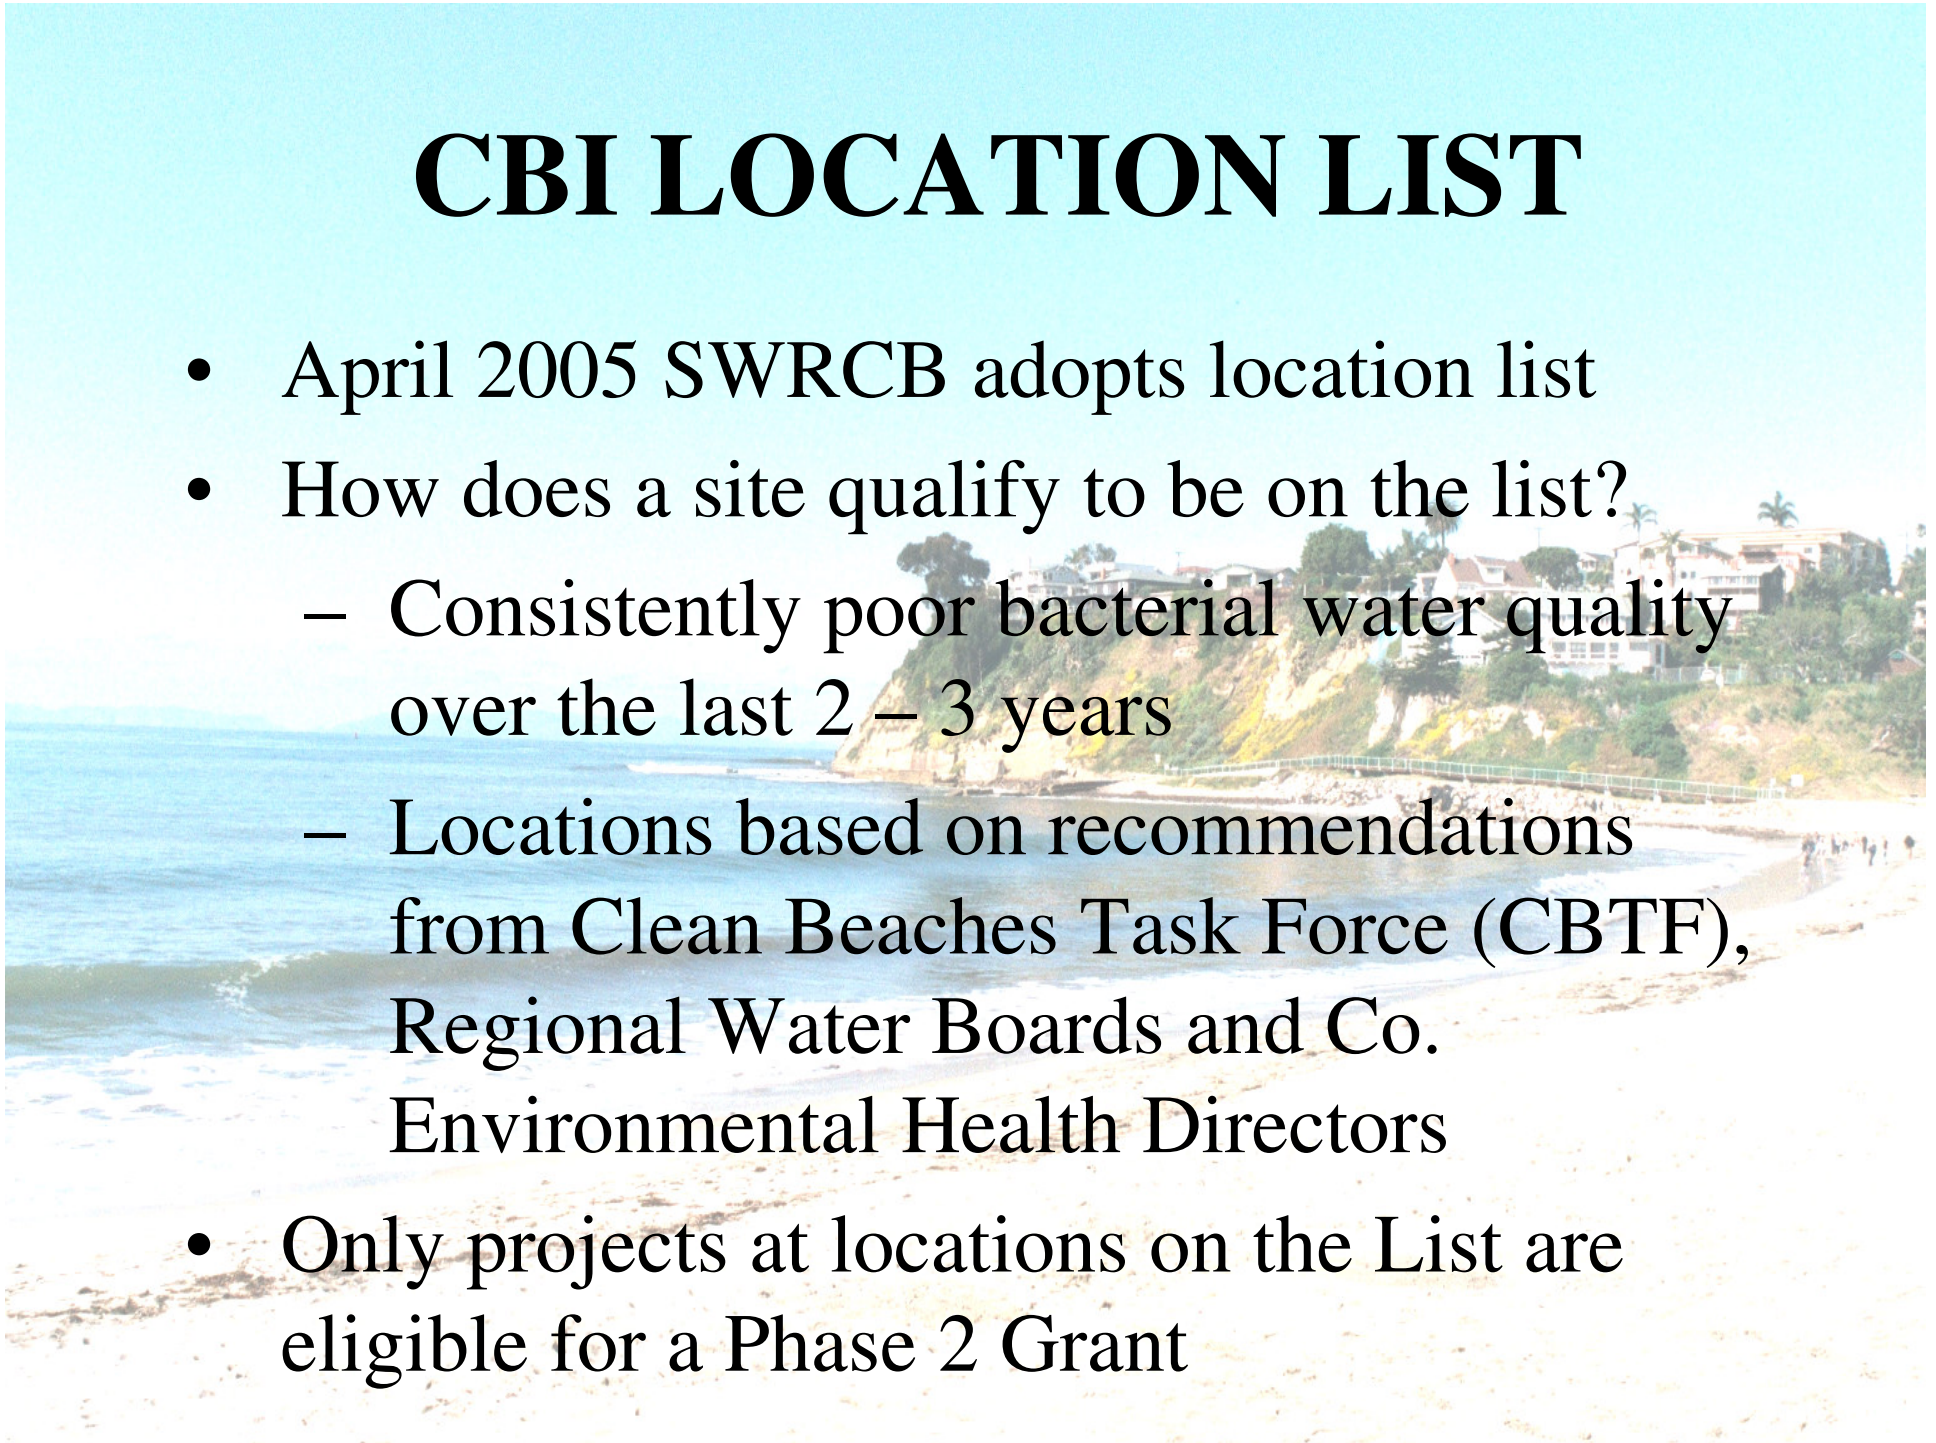 CBI LOCATION LIST
• April 2005 SWRCB adopts location list
• How does a site qualify to be on the list?
– Consistently poor bacterial water quality
over the last 2 – 3 years
– Locations based on recommendations
from Clean Beaches Task Force (CBTF),
Regional Water Boards and Co.
Environmental Health Directors
• Only projects at locations on the List are
eligible for a Phase 2 Grant